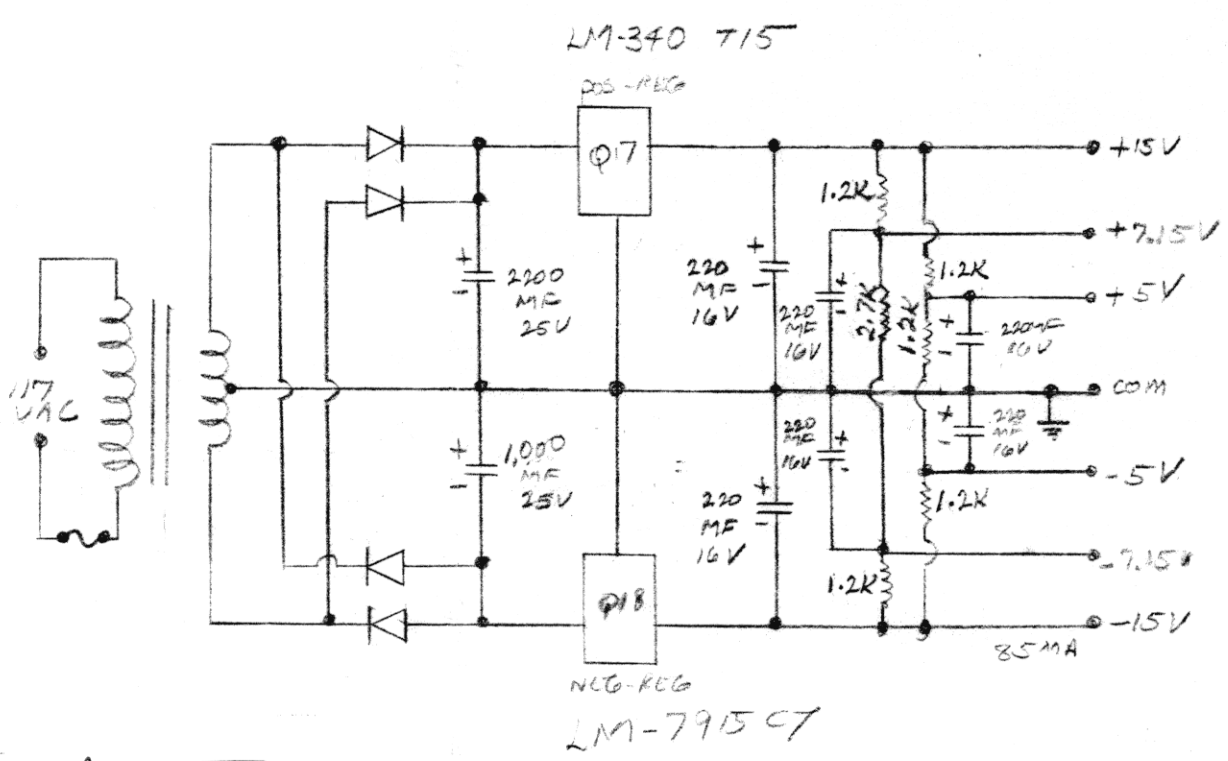 LM-340 T15
POS-REG
Q17
+15V
1.2K
+7.15V
1.2K
+
-
2200
MF
25V
220
MF
16V
+
-
220
MF
16V
+
-
2.7K
1.2K
+5V
+
-
220MF
16V
117
VAC
COM
+
-
1,000
MF
25V
220
MF
16V
+
-
+
-
220
MF
16V
-5V
=
220
MF
16V
+
-
1.2K
-7.15V
1.2K
Q18
-15V
85MA
NEG-REG
LM-7915CT